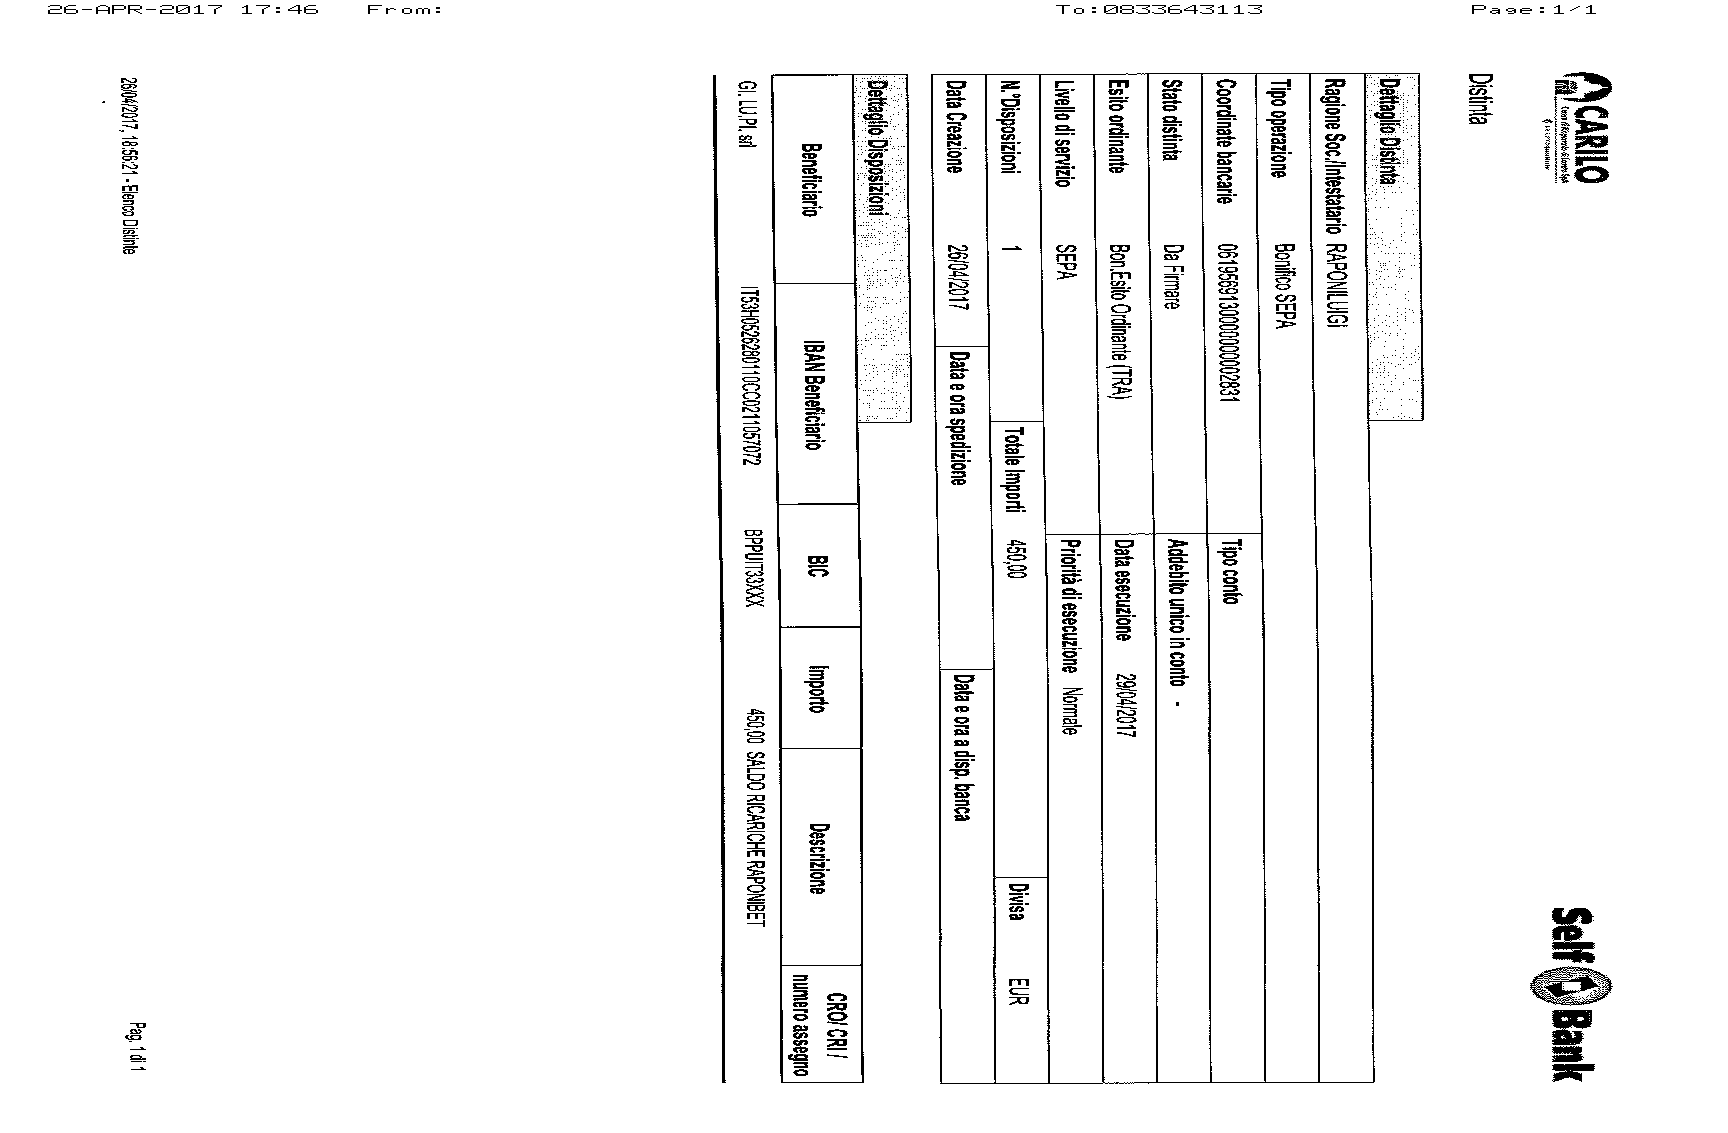 26-APR-2017 17:46 From: To:0833643113 Page:1/1
CARILO
Self Bank
Distinta
Dettaglio Distinta
Ragione Soc./Intestatario RAPONILUIGI
Tipo operazione Bonifico SEPA
Coordinate bancarie Tipo conto
Stato distinta Da Firmare Addebito unico in conto -
Esito ordinante Bon.Esito Ordinante (TRA) Data esecuzione 29/04/2017
Livello di servizio SEPA Priorità di esecuzione Normale
N.°Disposizioni 1 Totale Importi 450,00 Divisa EUR
Data Creazione 26/04/2017 Data e ora spedizione Data e ora a disp. banca
Dettaglio Disposizioni
Beneficiario IBAN Beneficiario BIC Importo Descrizione CRO/ CRI /
numero assegno
GI.LU.PI. srl IT53H0526280110CC0211057072 BPPUIT33XXX 450,00 SALDO RICARICHE RAPONIBET
26/04/2017, 18:56:21 - Elenco Distinte Pag. 1 di 1